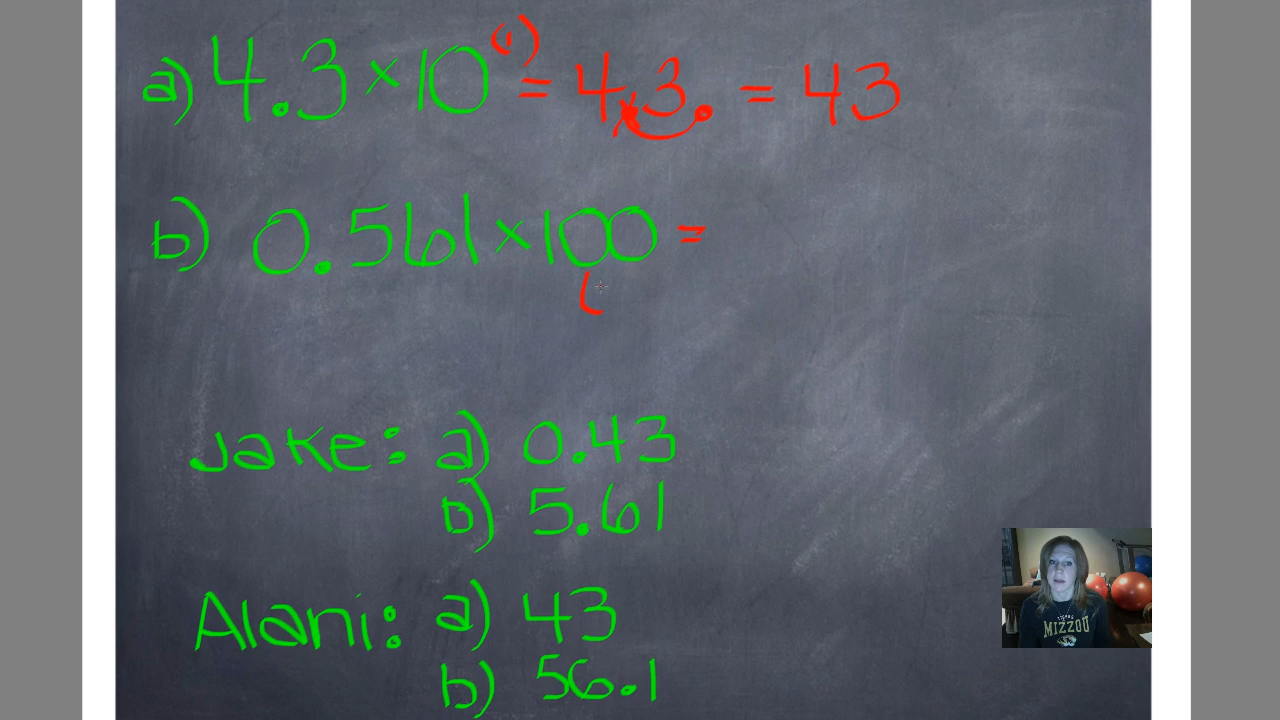 a) 4.3 × 10 (1) = 4.3. = 43
b) 0.561 × 100 =
Jake: a) 0.43
b) 5.61
Alani: a) 43
b) 56.1
MIZZOU